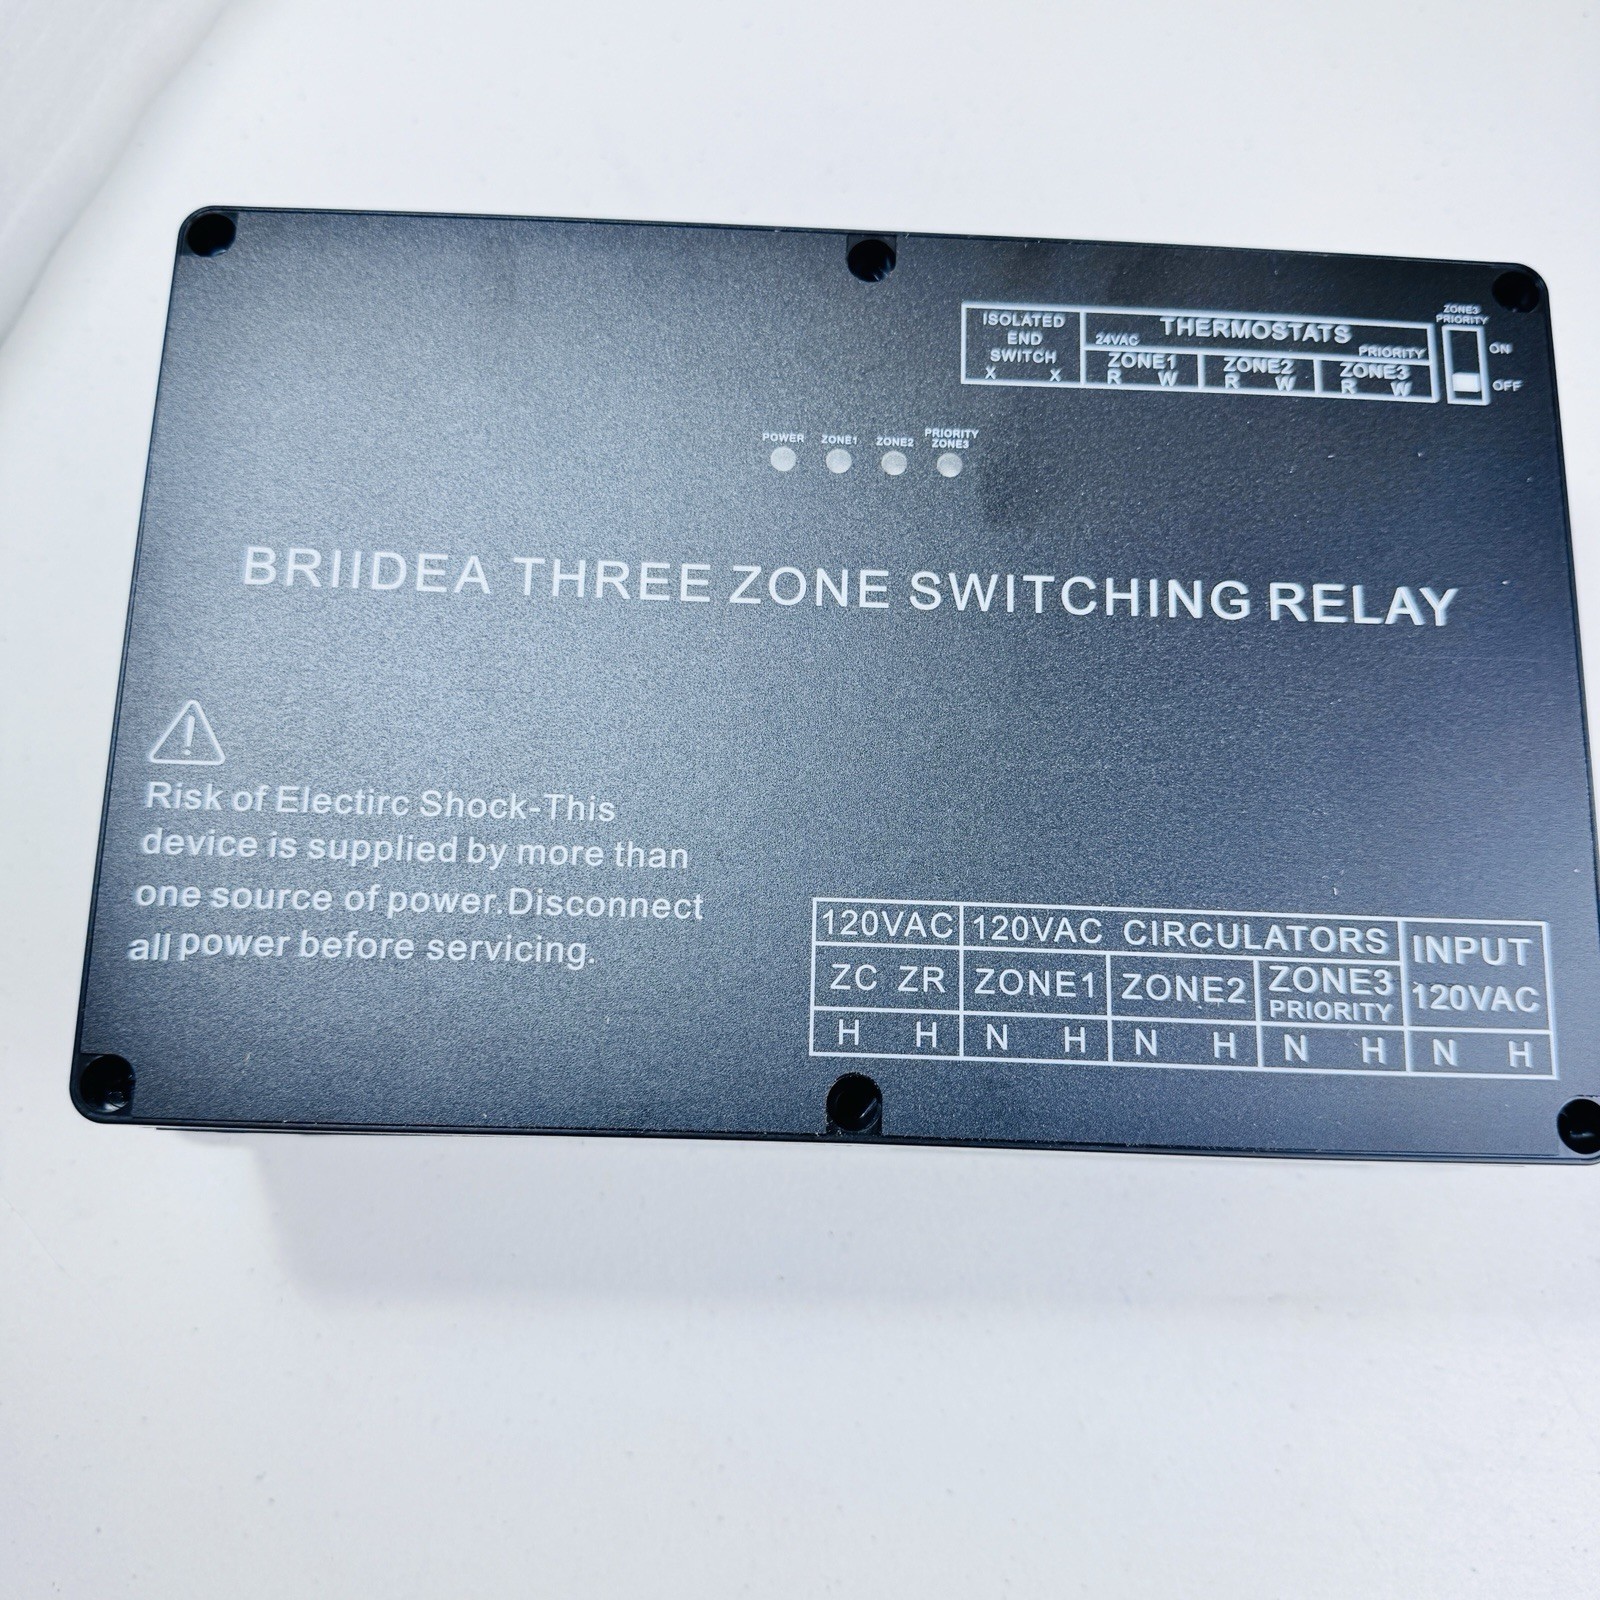 ZONE3
PRIORITY
ON
OFF
ISOLATED
END
SWITCH
X X
THERMOSTATS
24VAC PRIORITY
ZONE1 ZONE2 ZONE3
R W R W R W
POWER ZONE1 ZONE2 PRIORITY
ZONE3
BRIIDEA THREE ZONE SWITCHING RELAY
Risk of Electirc Shock-This
device is supplied by more than
one source of power.Disconnect
all power before servicing.
120VAC 120VAC CIRCULATORS INPUT
120VAC
ZC ZR ZONE1 ZONE2 ZONE3
PRIORITY
H H N H N H N H N H